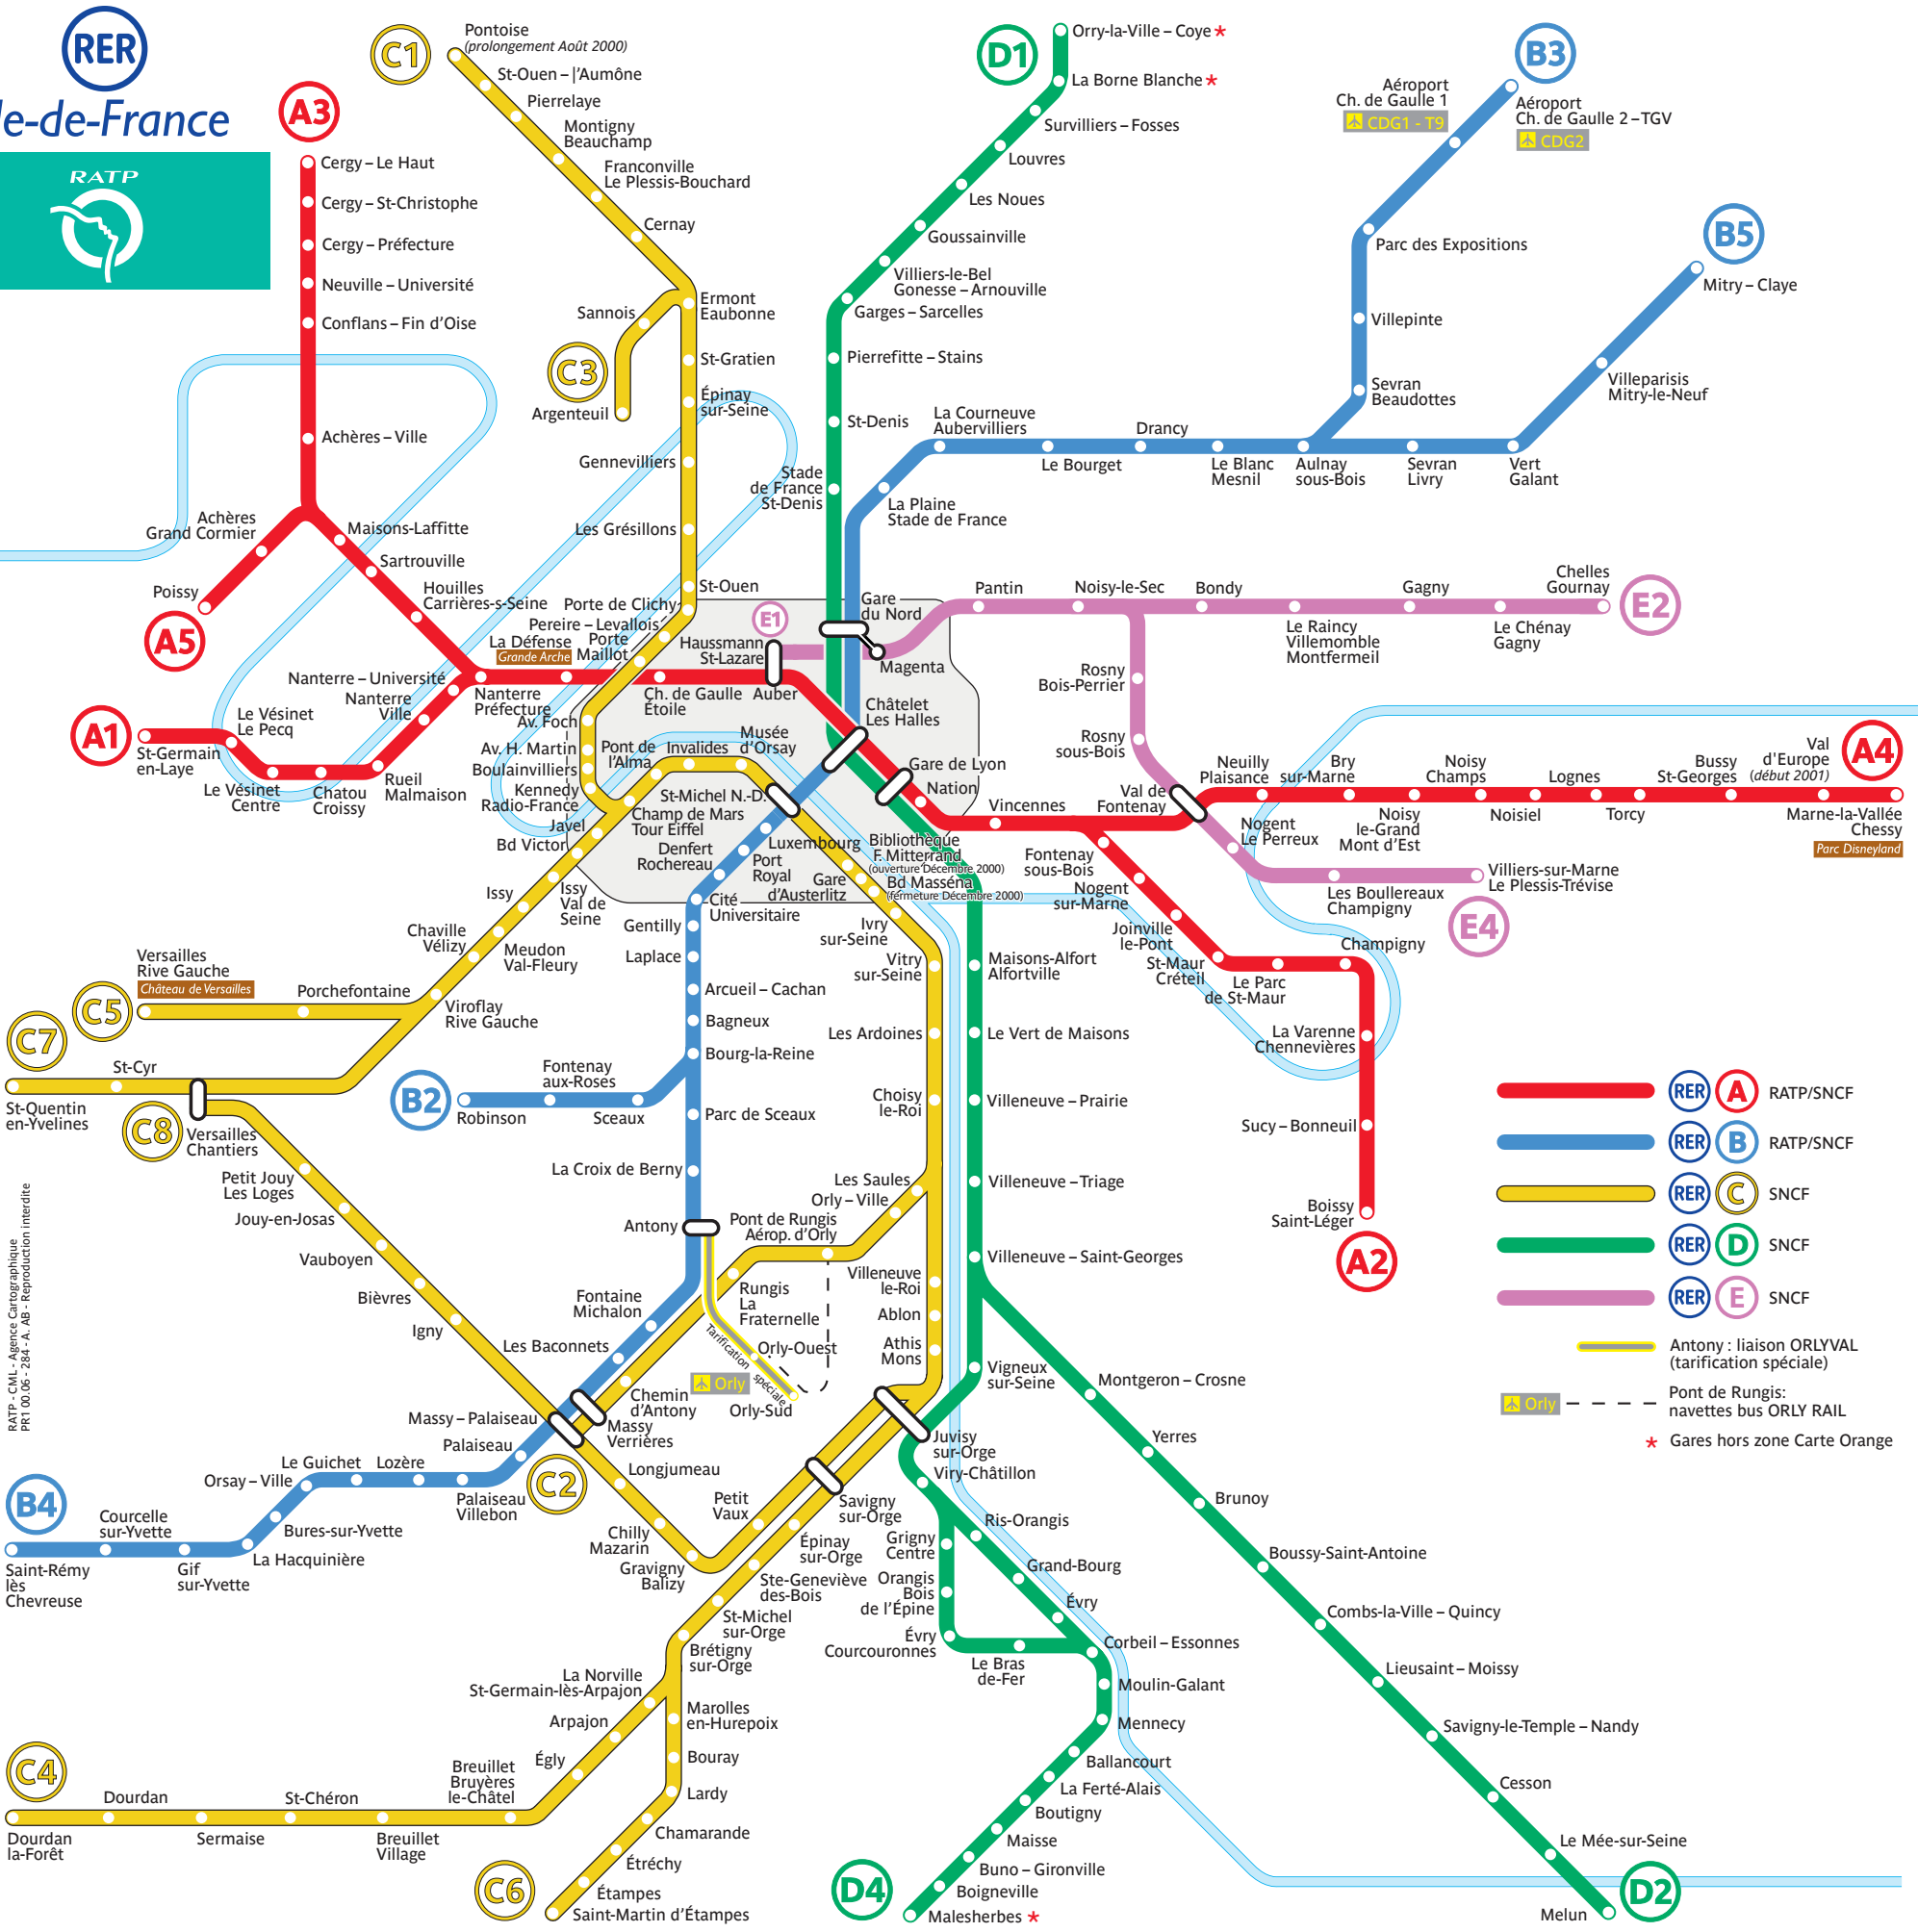 RER
le-de-France
RATP
A3
Cergy – Le Haut
Cergy – St-Christophe
Cergy – Préfecture
Neuville – Université
Conflans – Fin d'Oise
Achères – Ville
Achères
Grand Cormier
Poissy
A5
Maisons-Laffitte
Sartrouville
Houilles
Carrières-s-Seine
Nanterre – Université
Nanterre
Ville
Rueil
Malmaison
Chatou
Croissy
Le Vésinet
Centre
Le Vésinet
Le Pecq
St-Germain
en-Laye
A1
Nanterre
Préfecture
La Défense
Grande Arche
Ch. de Gaulle
Étoile
Auber
C1
Pontoise
(prolongement Août 2000)
St-Ouen – l'Aumône
Pierrelaye
Montigny
Beauchamp
Franconville
Le Plessis-Bouchard
Cernay
Ermont
Eaubonne
Sannois
C3
Argenteuil
St-Gratien
Épinay
sur-Seine
Gennevilliers
Les Grésillons
St-Ouen
Porte de Clichy
Pereire – Levallois
Porte
Maillot
Av. Foch
Av. H. Martin
Boulainvilliers
Kennedy
Radio-France
Champ de Mars
Tour Eiffel
Pont de
l'Alma
Invalides
Musée
d'Orsay
St-Michel N.-D.
Javel
Bd Victor
Issy
Val de
Seine
Issy
Meudon
Val-Fleury
Chaville
Vélizy
Viroflay
Rive Gauche
Porchefontaine
Versailles
Rive Gauche
Château de Versailles
C5
C7
St-Cyr
St-Quentin
en-Yvelines
C8
Versailles
Chantiers
Petit Jouy
Les Loges
Jouy-en-Josas
Vauboyen
Bièvres
Igny
Massy – Palaiseau
C2
Longjumeau
Chilly
Mazarin
Gravigny
Balizy
Petit
Vaux
Savigny
sur-Orge
Épinay
sur-Orge
Ste-Geneviève
des-Bois
St-Michel
sur-Orge
Brétigny
sur-Orge
La Norville
St-Germain-lès-Arpajon
Arpajon
Égly
Breuillet
Bruyères
le-Châtel
Breuillet
Village
St-Chéron
Sermaise
Dourdan
Dourdan
la-Forêt
C4
Marolles
en-Hurepoix
Bouray
Lardy
Chamarande
Étréchy
Étampes
Saint-Martin d'Étampes
C6
D1
Orry-la-Ville – Coye *
La Borne Blanche *
Survilliers – Fosses
Louvres
Les Noues
Goussainville
Villiers-le-Bel
Gonesse – Arnouville
Garges – Sarcelles
Pierrefitte – Stains
St-Denis
Stade
de France
St-Denis
B3
Aéroport
Ch. de Gaulle 1
CDG1 - T9
Aéroport
Ch. de Gaulle 2 – TGV
CDG2
Parc des Expositions
Villepinte
Sevran
Beaudottes
B5
Mitry – Claye
Villeparisis
Mitry-le-Neuf
Vert
Galant
Sevran
Livry
Aulnay
sous-Bois
Le Blanc
Mesnil
Drancy
Le Bourget
La Courneuve
Aubervilliers
La Plaine
Stade de France
Gare
du Nord
E1
Haussmann
St-Lazare
Magenta
Pantin
Noisy-le-Sec
Bondy
Le Raincy
Villemomble
Montfermeil
Gagny
Le Chénay
Gagny
Chelles
Gournay
E2
Rosny
Bois-Perrier
Rosny
sous-Bois
Val de
Fontenay
Nogent
Le Perreux
Les Boullereaux
Champigny
Villiers-sur-Marne
Le Plessis-Trévise
E4
Châtelet
Les Halles
Gare de Lyon
Nation
Vincennes
Neuilly
Plaisance
Bry
sur-Marne
Noisy
le-Grand
Mont d'Est
Noisy
Champs
Noisiel
Lognes
Torcy
Bussy
St-Georges
Val
d'Europe
(début 2001)
A4
Marne-la-Vallée
Chessy
Parc Disneyland
Fontenay
sous-Bois
Nogent
sur-Marne
Joinville
le-Pont
St-Maur
Créteil
Le Parc
de St-Maur
Champigny
La Varenne
Chennevières
Sucy – Bonneuil
Boissy
Saint-Léger
A2
Luxembourg
Port
Royal
Denfert
Rochereau
Cité
Universitaire
Gentilly
Laplace
Arcueil – Cachan
Bagneux
Bourg-la-Reine
Fontenay
aux-Roses
Sceaux
Robinson
B2
Parc de Sceaux
La Croix de Berny
Antony
Fontaine
Michalon
Les Baconnets
Massy
Verrières
Chemin
d'Antony
Rungis
La
Fraternelle
Pont de Rungis
Aérop. d'Orly
Orly – Ville
Les Saules
Orly-Ouest
Orly-Sud
Orly
Tarification spéciale
Palaiseau
Palaiseau
Villebon
Lozère
Le Guichet
Orsay – Ville
Bures-sur-Yvette
La Hacquinière
Gif
sur-Yvette
Courcelle
sur-Yvette
Saint-Rémy
lès
Chevreuse
B4
Gare
d'Austerlitz
Bibliothèque
F. Mitterrand
(ouverture Décembre 2000)
Bd Masséna
(fermeture Décembre 2000)
Ivry
sur-Seine
Vitry
sur-Seine
Les Ardoines
Choisy
le-Roi
Villeneuve
le-Roi
Ablon
Athis
Mons
Juvisy
sur-Orge
Maisons-Alfort
Alfortville
Le Vert de Maisons
Villeneuve – Prairie
Villeneuve – Triage
Villeneuve – Saint-Georges
Vigneux
sur-Seine
Viry-Châtillon
Ris-Orangis
Grand-Bourg
Évry
Grigny
Centre
Orangis
Bois
de l'Épine
Évry
Courcouronnes
Le Bras
de-Fer
Corbeil – Essonnes
Moulin-Galant
Mennecy
Ballancourt
La Ferté-Alais
Boutigny
Maisse
Buno – Gironville
Boigneville
Malesherbes *
D4
Montgeron – Crosne
Yerres
Brunoy
Boussy-Saint-Antoine
Combs-la-Ville – Quincy
Lieusaint – Moissy
Savigny-le-Temple – Nandy
Cesson
Le Mée-sur-Seine
Melun
D2
RER A RATP/SNCF
RER B RATP/SNCF
RER C SNCF
RER D SNCF
RER E SNCF
Antony : liaison ORLYVAL
(tarification spéciale)
Orly
Pont de Rungis:
navettes bus ORLY RAIL
* Gares hors zone Carte Orange
RATP - CML - Agence Cartographique
PR1 00.06 - 284 - A. AB - Reproduction interdite